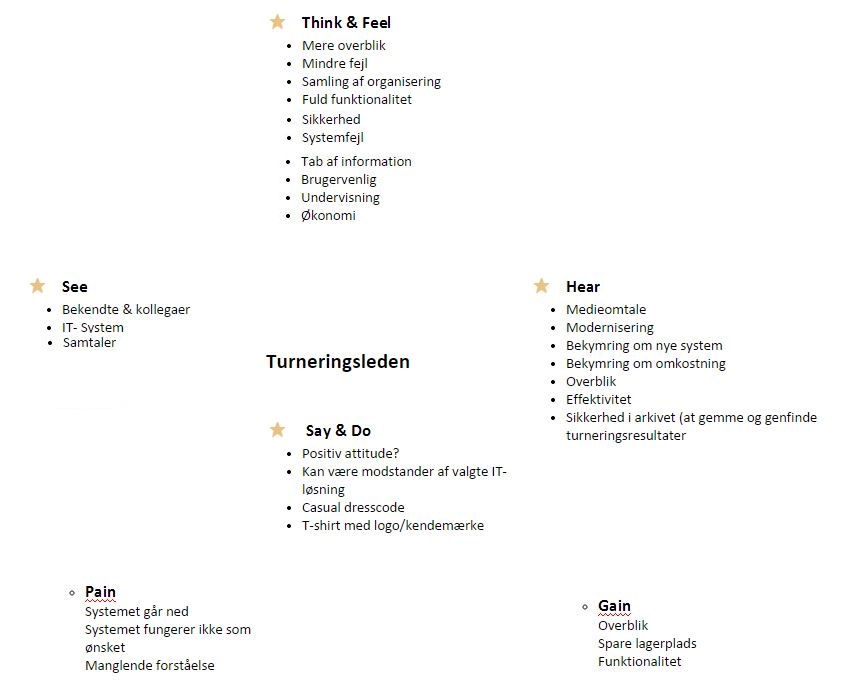 Think & Feel
Mere overblik
Mindre fejl
Samling af organisering
Fuld funktionalitet
Sikkerhed
Systemfejl
Tab af information
Brugervenlig
Undervisning
Økonomi
See
Bekendte & kollegaer
IT- System
Samtaler
Hear
Medieomtale
Modernisering
Bekymring om nye system
Bekymring om omkostning
Overblik
Effektivitet
Sikkerhed i arkivet (at gemme og genfinde
turneringsresultater
Turneringsleden
Say & Do
Positiv attitude?
Kan være modstander af valgte IT-
løsning
Casual dresscode
T-shirt med logo/kendemærke
Pain
Systemet går ned
Systemet fungerer ikke som
ønsket
Manglende forståelse
Gain
Overblik
Spare lagerplads
Funktionalitet